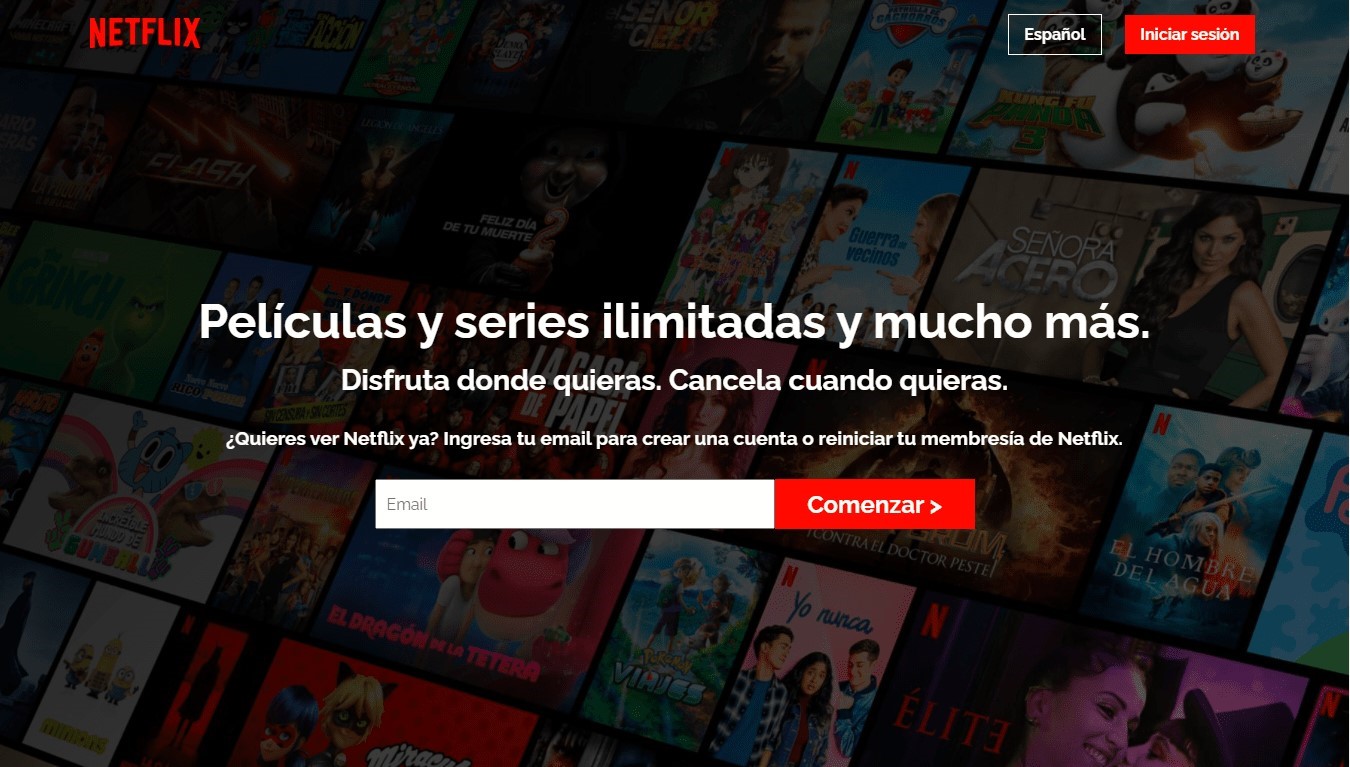 NETFLIX
Español
Iniciar sesión
SEÑOR
CIELOS
KUNG FU
PANDA
3
FLASH
FELIZ DÍA
DE TU MUERTE
Guerra de
vecinos
SEÑORA
ACERO
GRINCH
Películas y series ilimitadas y mucho más.
LA CASA
DE PAPEL
Disfruta donde quieras. Cancela cuando quieras.
SIN CENSURA Y SIN CORTES
¿Quieres ver Netflix ya? Ingresa tu email para crear una cuenta o reiniciar tu membresía de Netflix.
Email
Comenzar >
EL
INCREÍBLE
MUNDO DE
GUMBALL
CONTRA EL DOCTOR PESTE
EL HOMBRE
DEL AGUA
EL DRAGÓN DE LA TETERA
VIAJES
Yo nunca
ÉLITE
minions